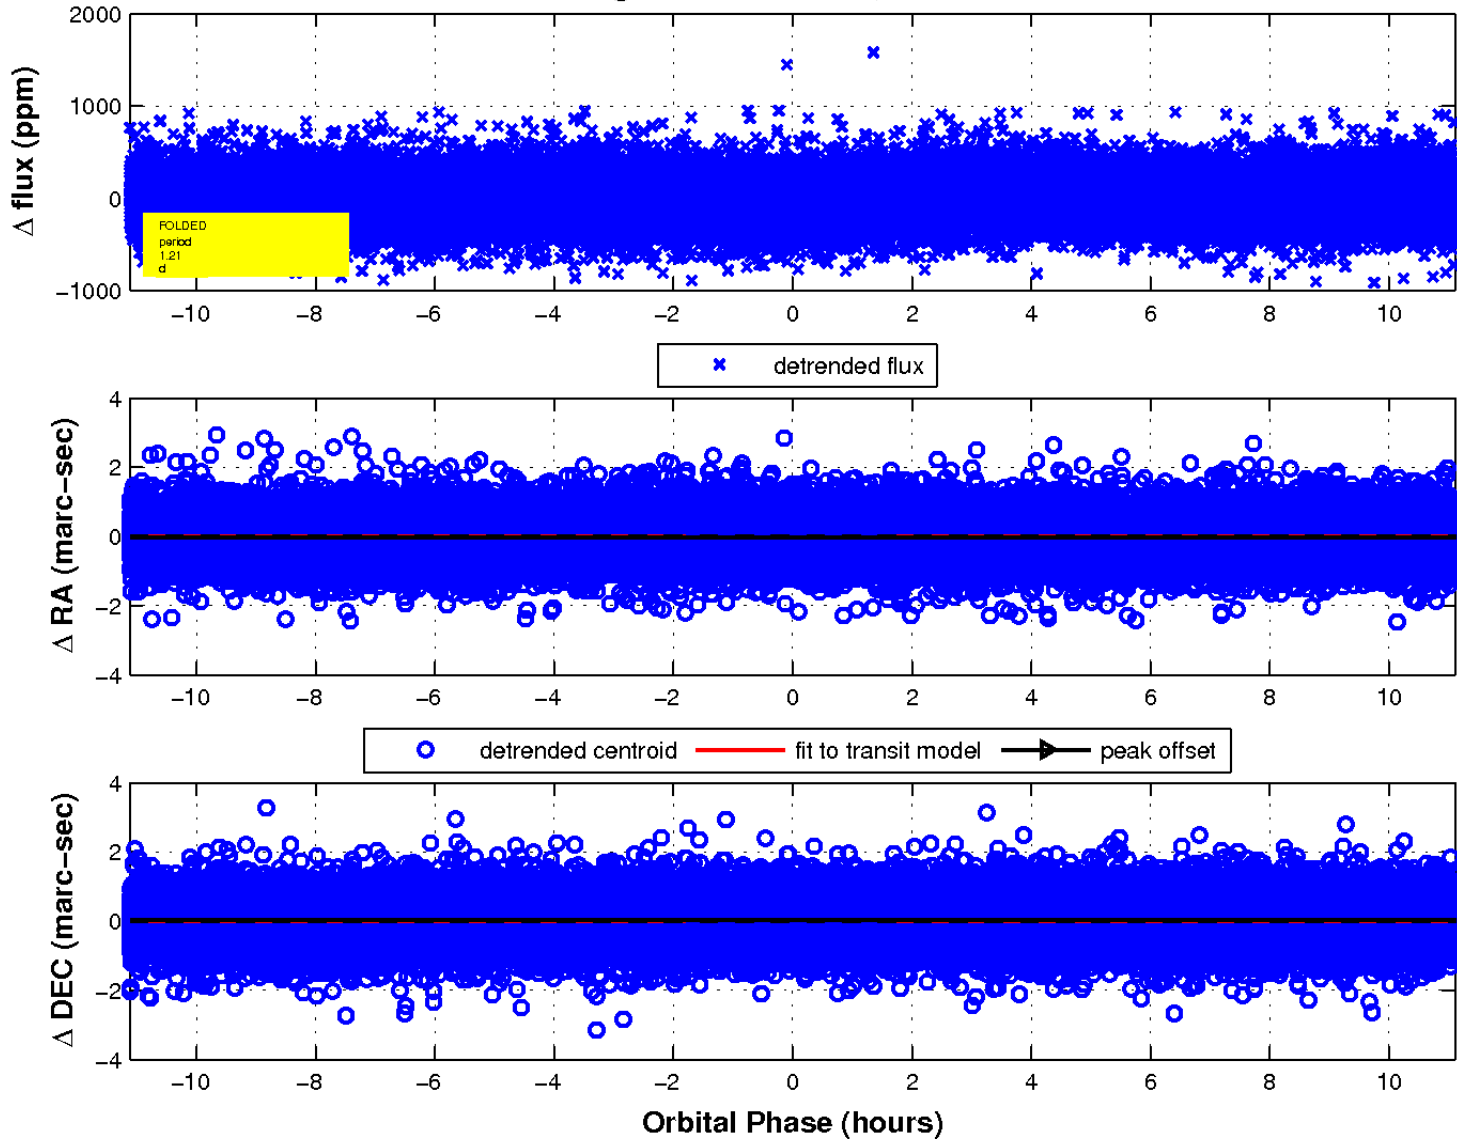 2000
1000
0
−1000
Δ flux (ppm)
FOLDED
period
1.21
d
−10 −8 −6 −4 −2 0 2 4 6 8 10
detrended flux
4
2
0
−2
−4
Δ RA (marc−sec)
−10 −8 −6 −4 −2 0 2 4 6 8 10
detrended centroid fit to transit model peak offset
4
2
0
−2
−4
Δ DEC (marc−sec)
−10 −8 −6 −4 −2 0 2 4 6 8 10
Orbital Phase (hours)